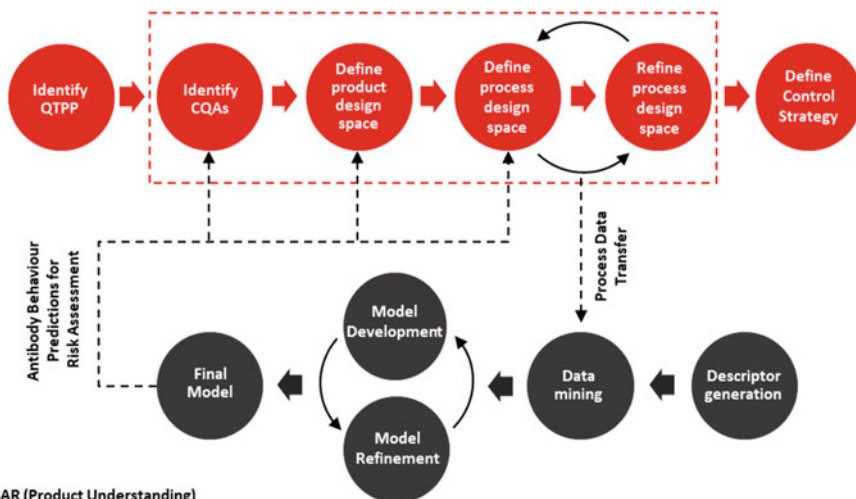 Identify
QTPP
Identify
CQAs
Define
product
design
space
Define
process
design
space
Refine
process
design
space
Define
Control
Strategy
Antibody Behaviour
Predictions for
Risk Assessment
Process Data
Transfer
Model
Development
Final
Model
Data
mining
Descriptor
generation
Model
Refinement
AR (Product Understanding)